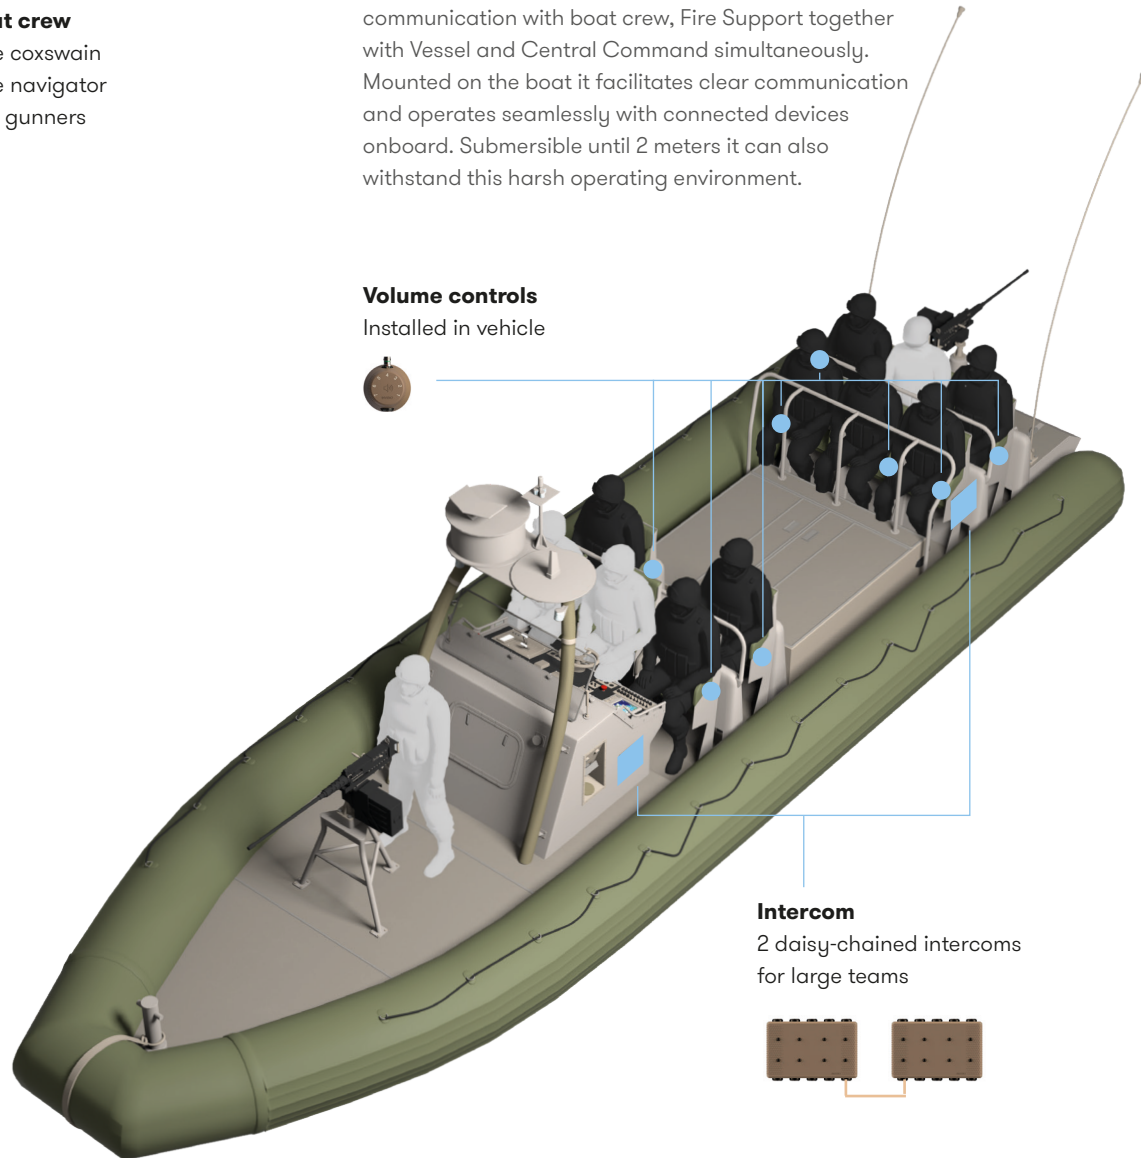 crew
coxswain
navigator
gunners
communication with boat crew, Fire Support together
with Vessel and Central Command simultaneously.
Mounted on the boat it facilitates clear communication
and operates seamlessly with connected devices
onboard. Submersible until 2 meters it can also
withstand this harsh operating environment.
Volume controls
Installed in vehicle
Intercom
2 daisy-chained intercoms
for large teams